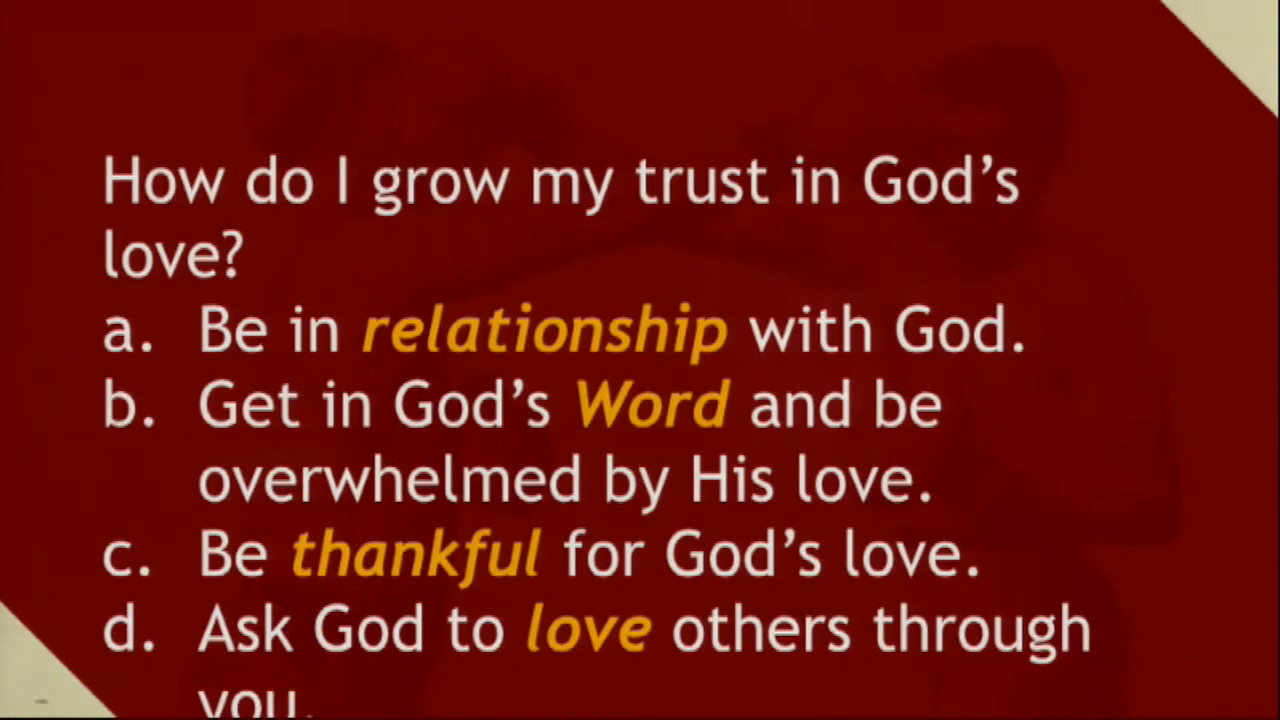 How do I grow my trust in God’s
love?
a. Be in relationship with God.
b. Get in God’s Word and be
overwhelmed by His love.
c. Be thankful for God’s love.
d. Ask God to love others through
you.